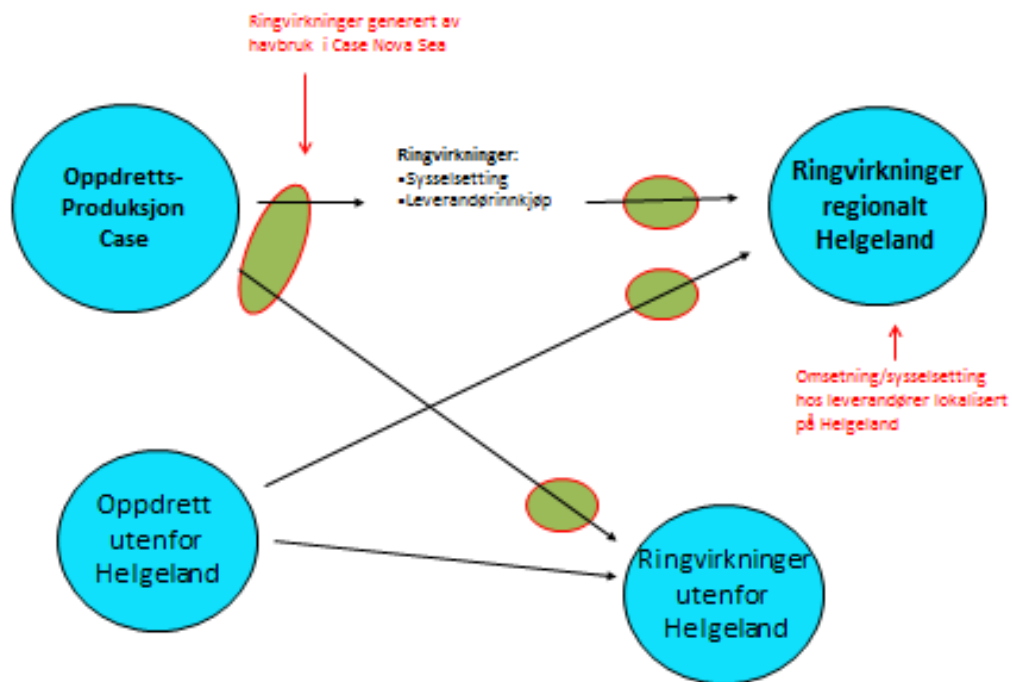 Ringvirkninger generert av
havbruk i Case Nova Sea
Oppdretts-
Produksjon
Case
Ringvirkninger:
•Sysselsetting
•Leverandørinnkjøp
Ringvirkninger
regionalt
Helgeland
Omsetning/sysselsetting
hos leverandører lokalisert
på Helgeland
Oppdrett
utenfor
Helgeland
Ringvirkninger
utenfor
Helgeland